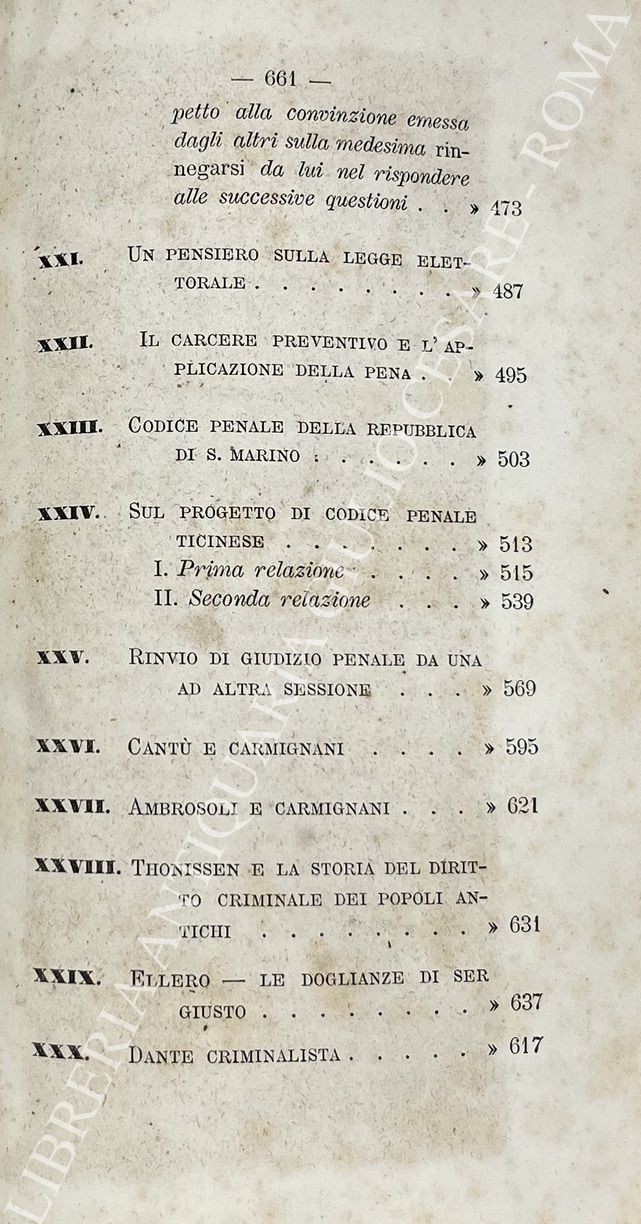 — 661 —
petto alla convinzione emessa
dagli altri sulla medesima rin-
negarsi da lui nel rispondere
alle successive questioni . . » 473
XXI. Un pensiero sulla legge elet-
torale . . . . . . . . » 487
XXII. Il carcere preventivo e l' ap-
plicazione della pena . . » 495
XXIII. Codice penale della repubblica
di s. Marino : . . . . . » 503
XXIV. Sul progetto di codice penale
ticinese . . . . . . . » 513
I. Prima relazione . . . . » 515
II. Seconda relazione . . . » 539
XXV. Rinvio di giudizio penale da una
ad altra sessione . . . » 569
XXVI. Cantù e carmignani . . . . » 595
XXVII. Ambrosoli e carmignani . . . » 621
XXVIII. Thonissen e la storia del dirit-
to criminale dei popoli an-
tichi . . . . . . . . » 631
XXIX. Ellero — le doglianze di ser
giusto . . . . . . . . » 637
XXX. Dante criminalista . . . . . » 617
LIBRERIA ANTIQUARIA GIULIO CESARE - ROMA